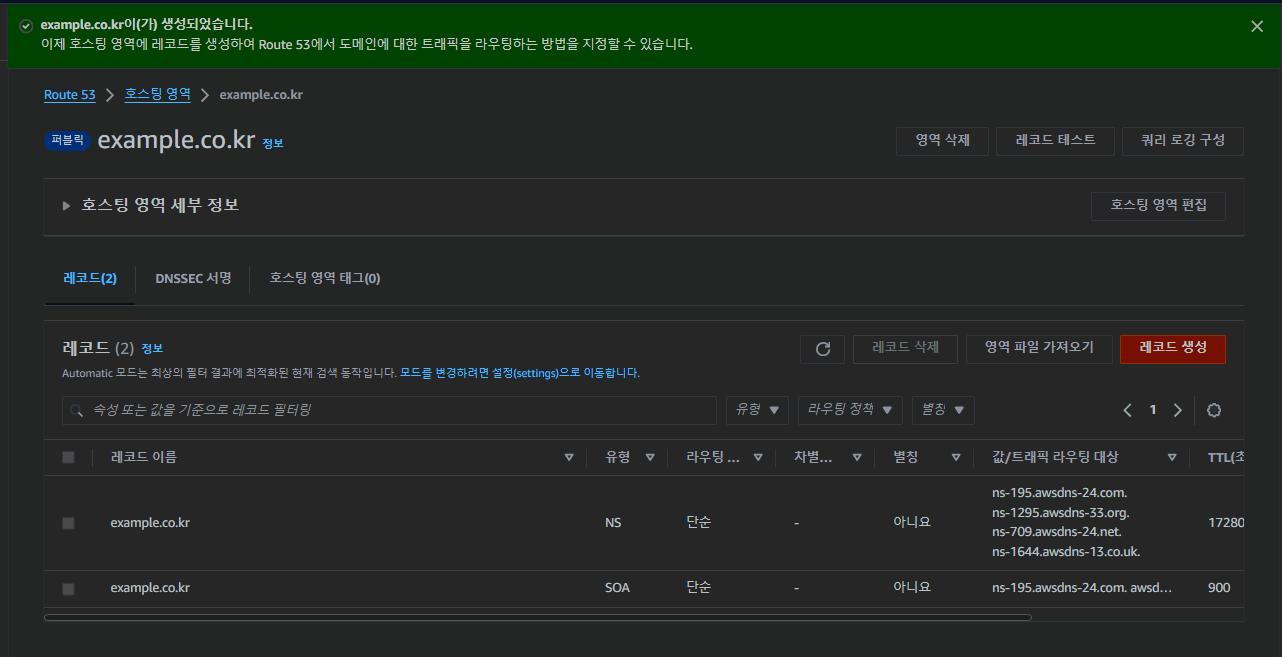 example.co.kr이(가) 생성되었습니다.
이제 호스팅 영역에 레코드를 생성하여 Route 53에서 도메인에 대한 트래픽을 라우팅하는 방법을 지정할 수 있습니다.
Route 53 > 호스팅 영역 > example.co.kr
퍼블릭 example.co.kr 정보
영역 삭제 레코드 테스트 쿼리 로깅 구성
호스팅 영역 세부 정보 호스팅 영역 편집
레코드(2) DNSSEC 서명 호스팅 영역 태그(0)
레코드 (2) 정보 레코드 삭제 영역 파일 가져오기 레코드 생성
Automatic 모드는 최상의 필터 결과에 최적화된 현재 검색 동작입니다. 모드를 변경하려면 설정(settings)으로 이동합니다.
속성 또는 값을 기준으로 레코드 필터링 유형 라우팅 정책 별칭 1
레코드 이름 유형 라우팅 ... 차별... 별칭 값/트래픽 라우팅 대상 TTL(초
ns-195.awsdns-24.com.
ns-1295.awsdns-33.org.
example.co.kr NS 단순 - 아니요 17280
ns-709.awsdns-24.net.
ns-1644.awsdns-13.co.uk.
example.co.kr SOA 단순 - 아니요 ns-195.awsdns-24.com. awsd... 900